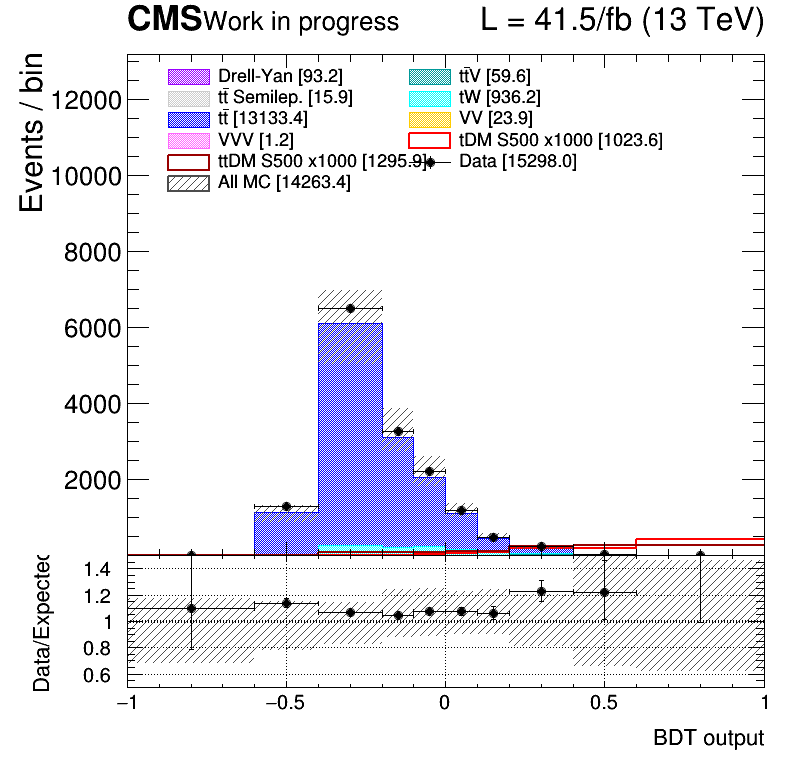 CMS Work in progress L = 41.5/fb (13 TeV)
Events / bin
12000
10000
8000
6000
4000
2000
Drell-Yan [93.2]
tt̄V [59.6]
tt̄ Semilep. [15.9]
tW [936.2]
tt̄ [13133.4]
VV [23.9]
VVV [1.2]
tDM S500 x1000 [1023.6]
ttDM S500 x1000 [1295.9]
Data [15298.0]
All MC [14263.4]
Data/Expected
1.4
1.2
1
0.8
0.6
−1 −0.5 0 0.5 1
BDT output